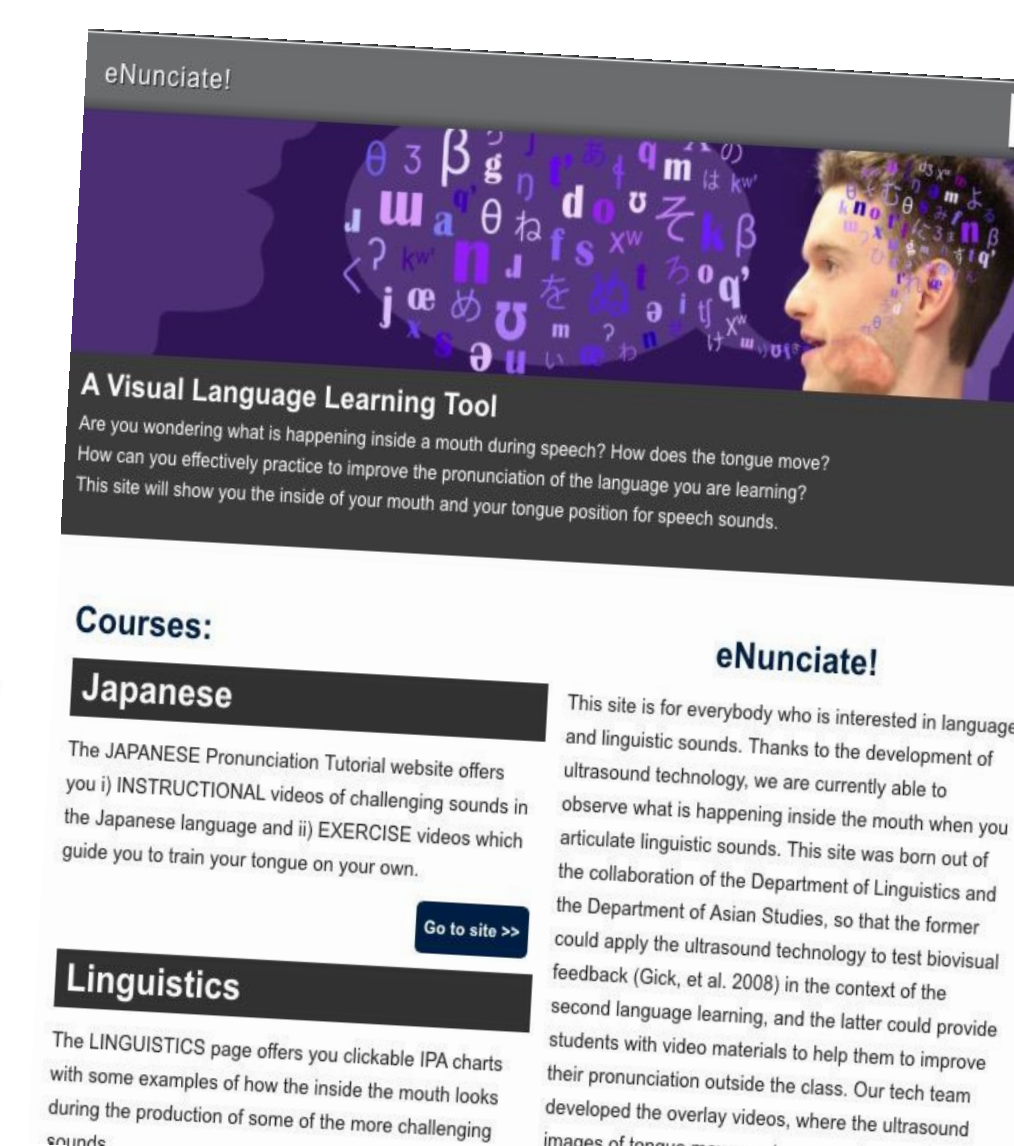 eNunciate!
A Visual Language Learning Tool
Are you wondering what is happening inside a mouth during speech? How does the tongue move?
How can you effectively practice to improve the pronunciation of the language you are learning?
This site will show you the inside of your mouth and your tongue position for speech sounds.
Courses:
Japanese
The JAPANESE Pronunciation Tutorial website offers
you i) INSTRUCTIONAL videos of challenging sounds in
the Japanese language and ii) EXERCISE videos which
guide you to train your tongue on your own.
Go to site >>
Linguistics
The LINGUISTICS page offers you clickable IPA charts
with some examples of how the inside the mouth looks
during the production of some of the more challenging
sounds
eNunciate!
This site is for everybody who is interested in language
and linguistic sounds. Thanks to the development of
ultrasound technology, we are currently able to
observe what is happening inside the mouth when you
articulate linguistic sounds. This site was born out of
the collaboration of the Department of Linguistics and
the Department of Asian Studies, so that the former
could apply the ultrasound technology to test biovisual
feedback (Gick, et al. 2008) in the context of the
second language learning, and the latter could provide
students with video materials to help them to improve
their pronunciation outside the class. Our tech team
developed the overlay videos, where the ultrasound
images of tongue